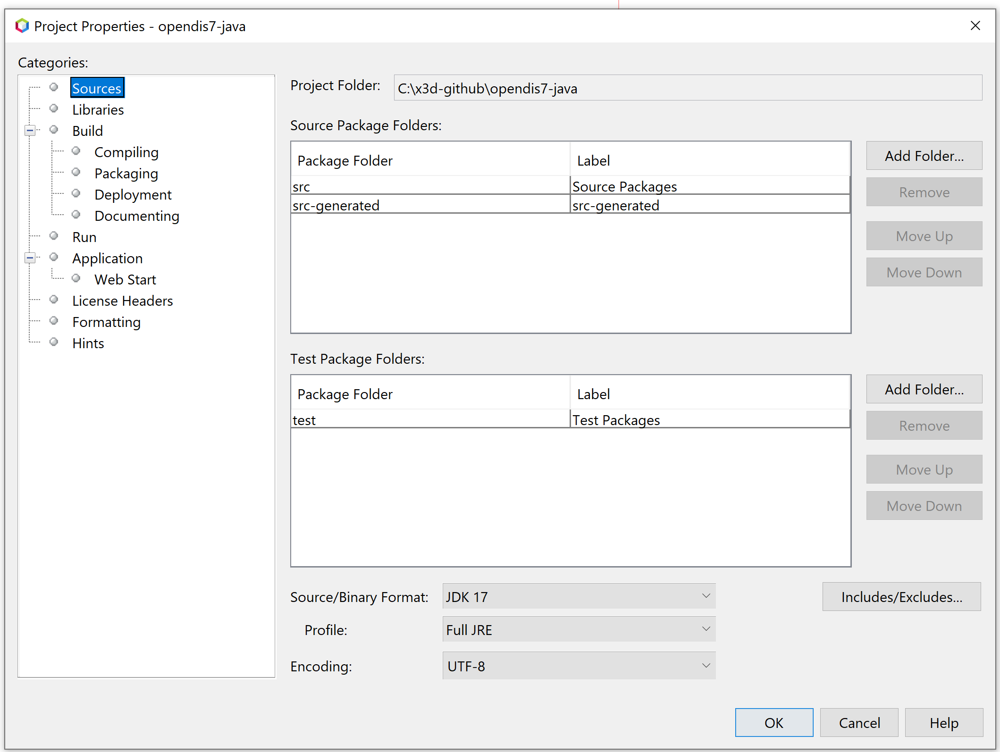 Project Properties - opendis7-java
Categories:
Sources
Libraries
Build
Compiling
Packaging
Deployment
Documenting
Run
Application
Web Start
License Headers
Formatting
Hints
Project Folder: C:\x3d-github\opendis7-java
Source Package Folders:
Package Folder Label
src Source Packages
src-generated src-generated
Add Folder...
Remove
Move Up
Move Down
Test Package Folders:
Package Folder Label
test Test Packages
Add Folder...
Remove
Move Up
Move Down
Source/Binary Format: JDK 17
Includes/Excludes...
Profile: Full JRE
Encoding: UTF-8
OK Cancel Help